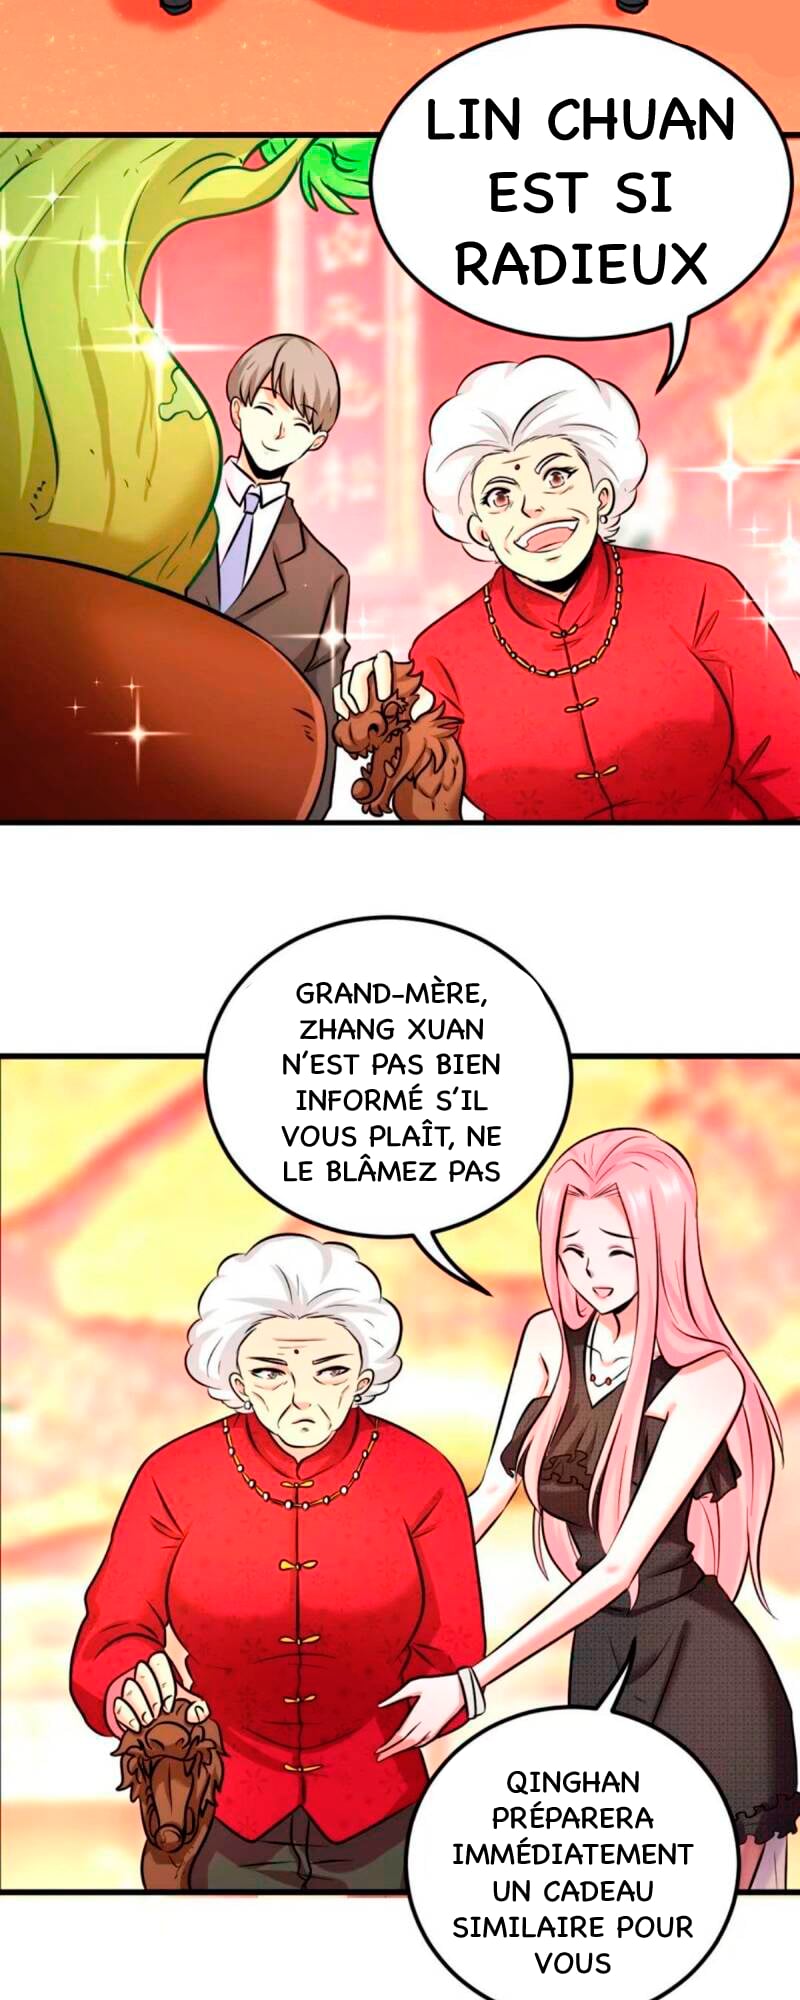 LIN CHUAN
EST SI
RADIEUX
GRAND-MÈRE,
ZHANG XUAN
N'EST PAS BIEN
INFORMÉ S'IL
VOUS PLAÎT, NE
LE BLÂMEZ PAS
QINGHAN
PRÉPARERA
IMMÉDIATEMENT
UN CADEAU
SIMILAIRE POUR
VOUS